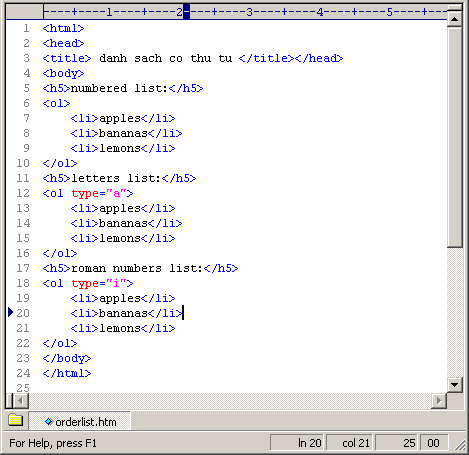 1 2 3 4 5
1 <html>
2 <head>
3 <title> danh sach co thu tu </title></head>
4 <body>
5 <h5>numbered list:</h5>
6 <ol>
7 <li>apples</li>
8 <li>bananas</li>
9 <li>lemons</li>
10 </ol>
11 <h5>letters list:</h5>
12 <ol type="a">
13 <li>apples</li>
14 <li>bananas</li>
15 <li>lemons</li>
16 </ol>
17 <h5>roman numbers list:</h5>
18 <ol type="i">
19 <li>apples</li>
20 <li>bananas</li>
21 <li>lemons</li>
22 </ol>
23 </body>
24 </html>
25
orderlist.htm
For Help, press F1 ln 20 col 21 25 00